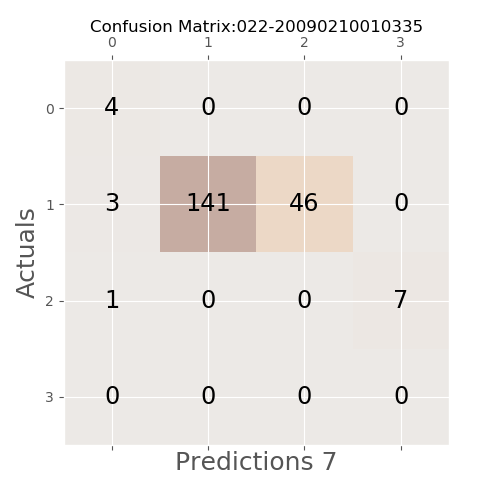 Confusion Matrix:022-20090210010335
0 1 2 3
0 4 0 0 0
1 3 141 46 0
2 1 0 0 7
3 0 0 0 0
Actuals
Predictions 7